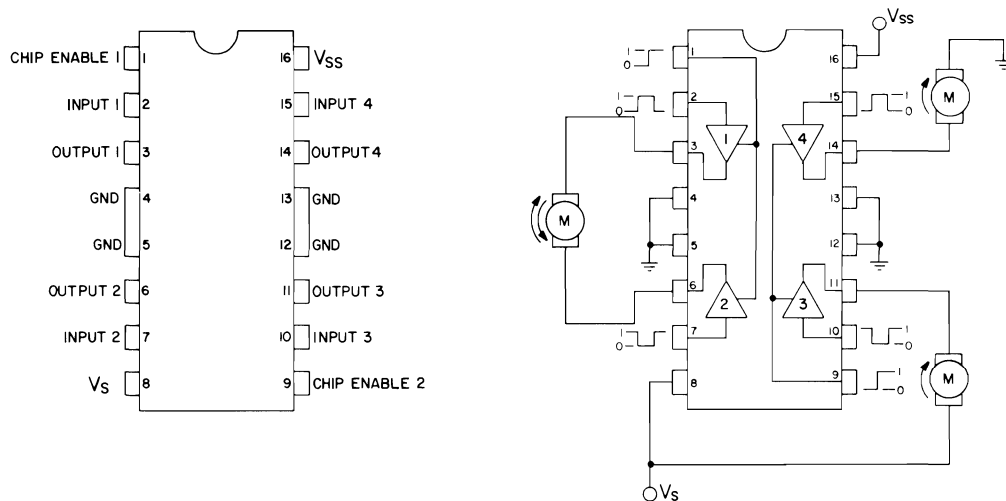 CHIP ENABLE 1 1 16 VSS
INPUT 1 2 15 INPUT 4
OUTPUT 1 3 14 OUTPUT 4
GND 4 13 GND
GND 5 12 GND
OUTPUT 2 6 11 OUTPUT 3
INPUT 2 7 10 INPUT 3
VS 8 9 CHIP ENABLE 2
VSS
1 0 1 16
1 0 2 15 1 0
M
1 4
3 14
M
4 13
5 12
6 11
2 3
1 0 7 10 1 0
8 9 1 0
M
VS